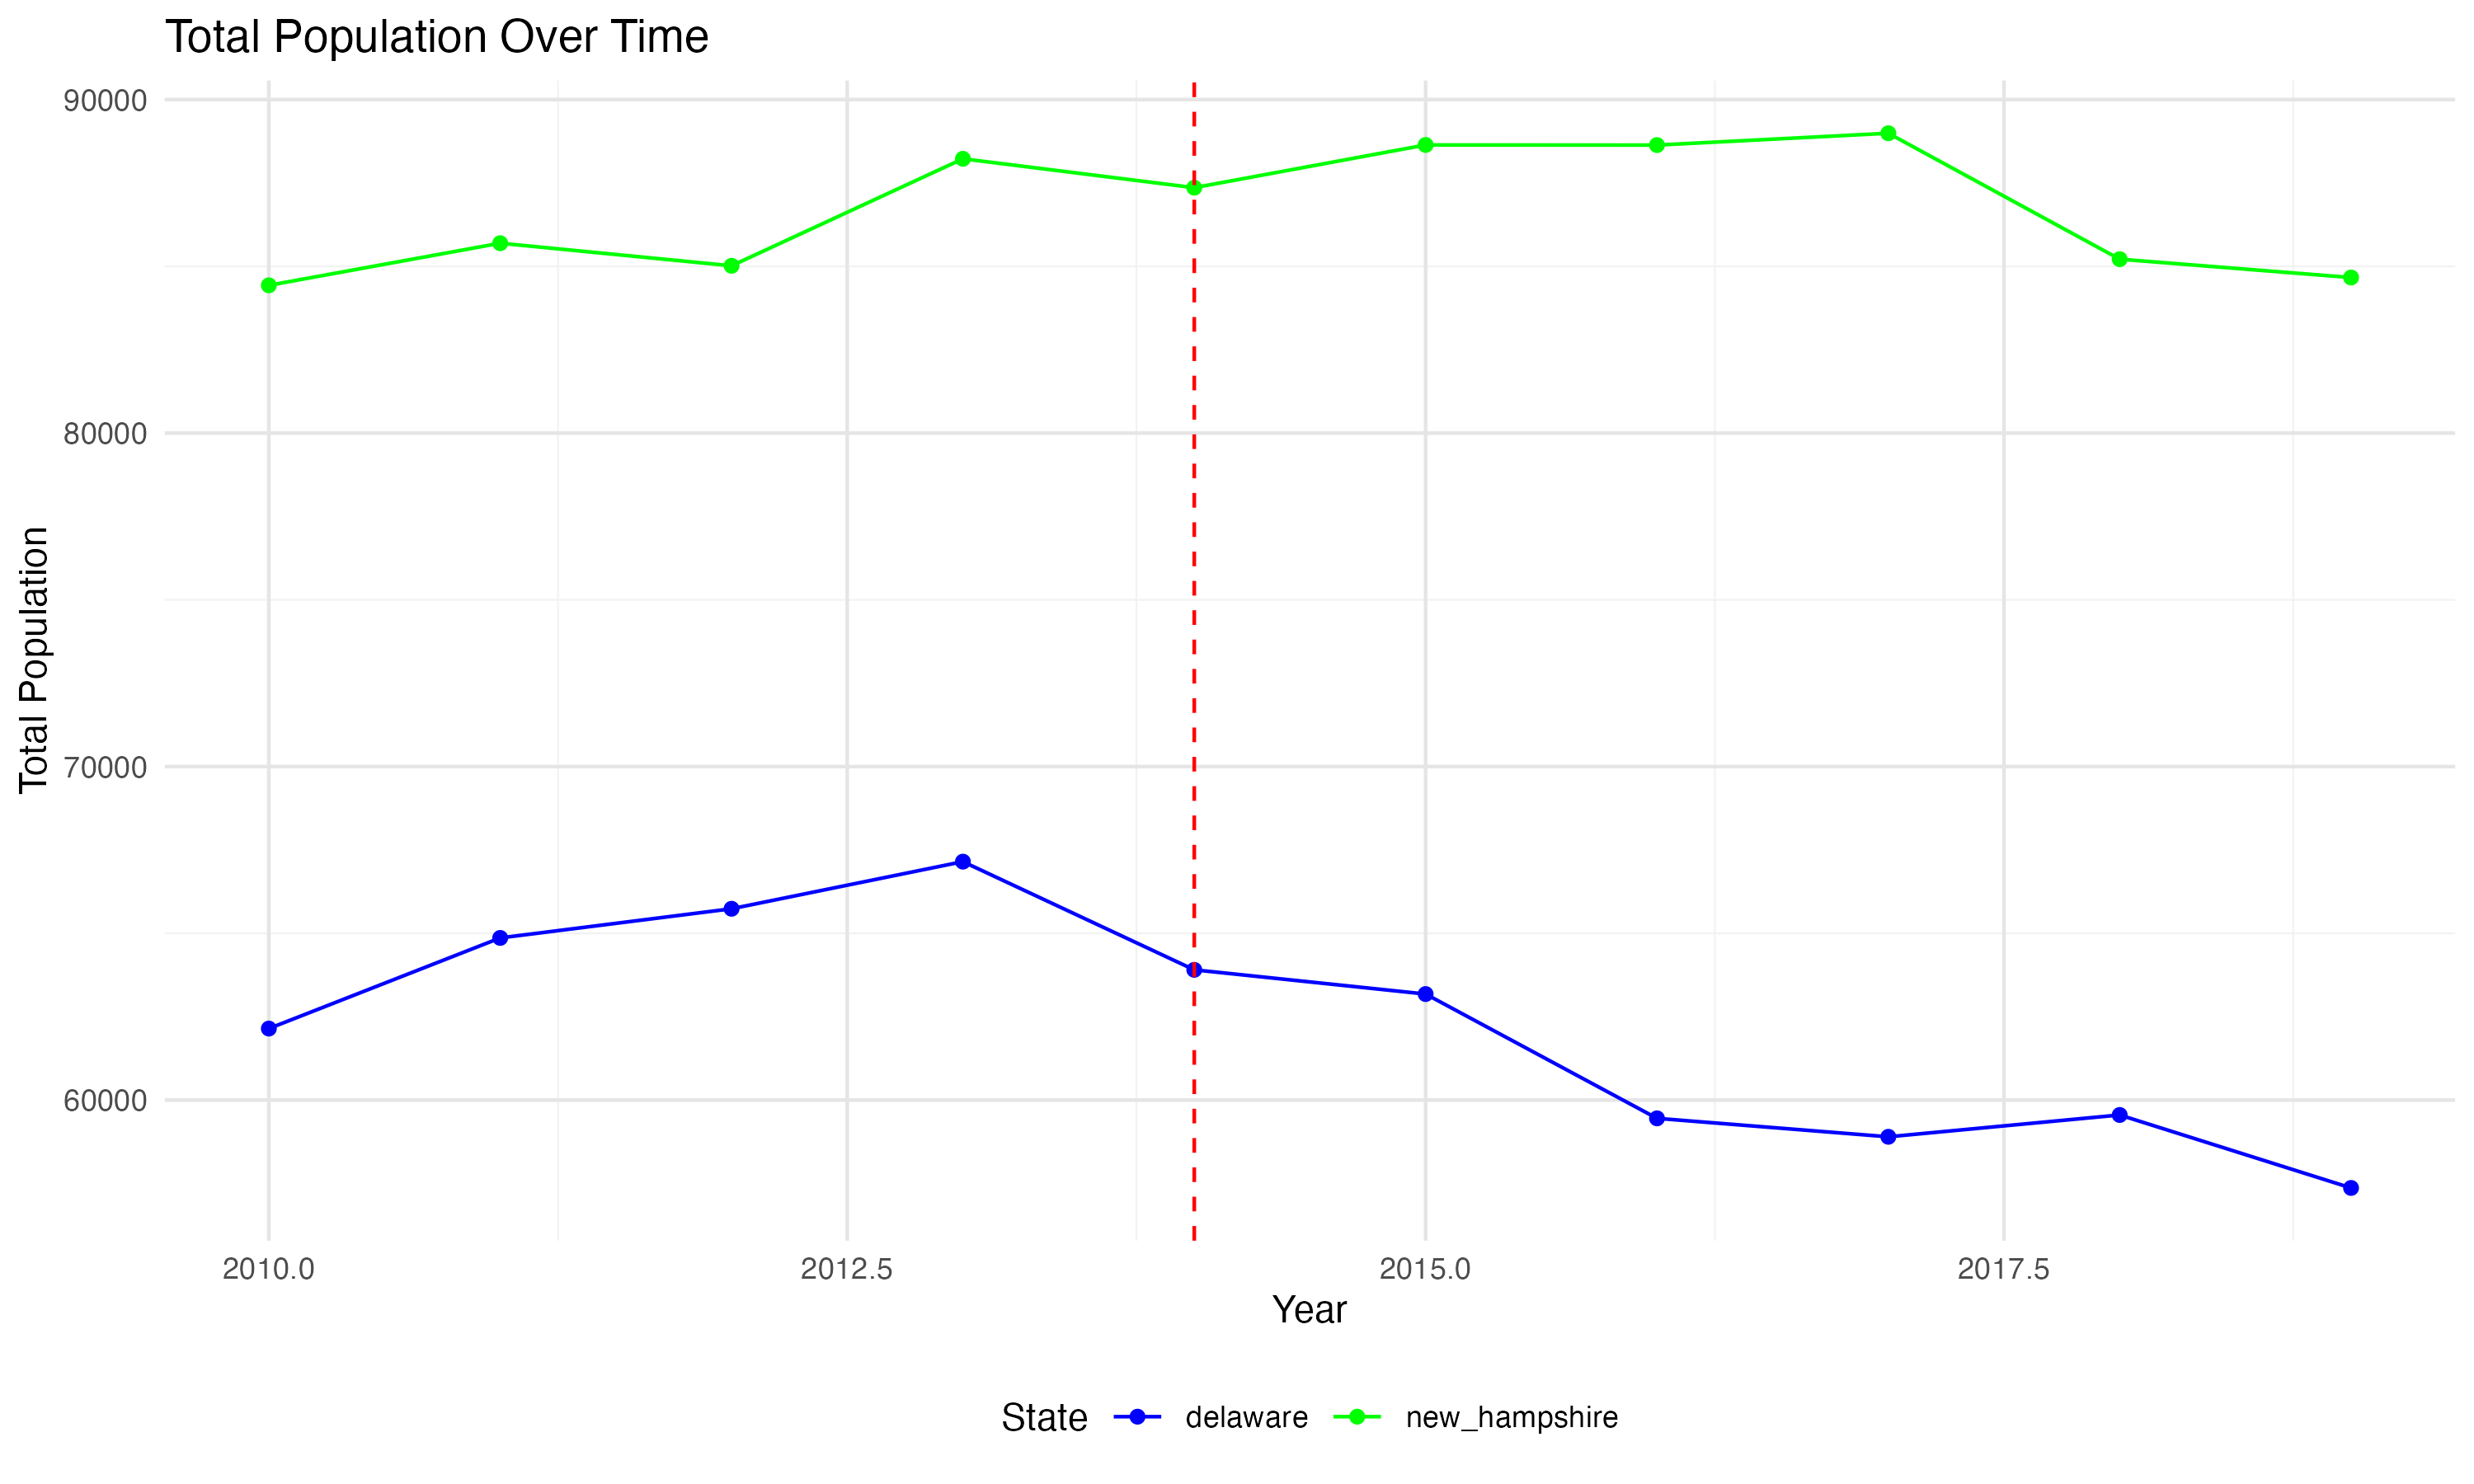 Total Population Over Time
90000
80000
70000
60000
Total Population
2010.0 2012.5 2015.0 2017.5
Year
State delaware new_hampshire